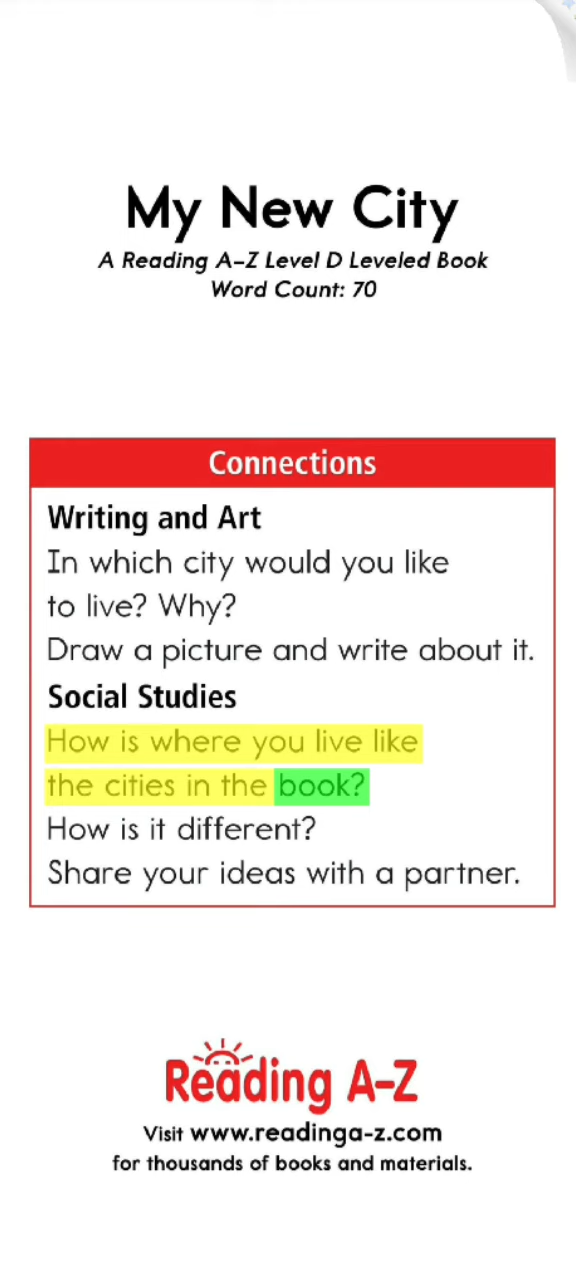 My New City
A Reading A–Z Level D Leveled Book
Word Count: 70
Connections
Writing and Art
In which city would you like
to live? Why?
Draw a picture and write about it.
Social Studies
How is where you live like
the cities in the book?
How is it different?
Share your ideas with a partner.
Reading A–Z
Visit www.readinga-z.com
for thousands of books and materials.